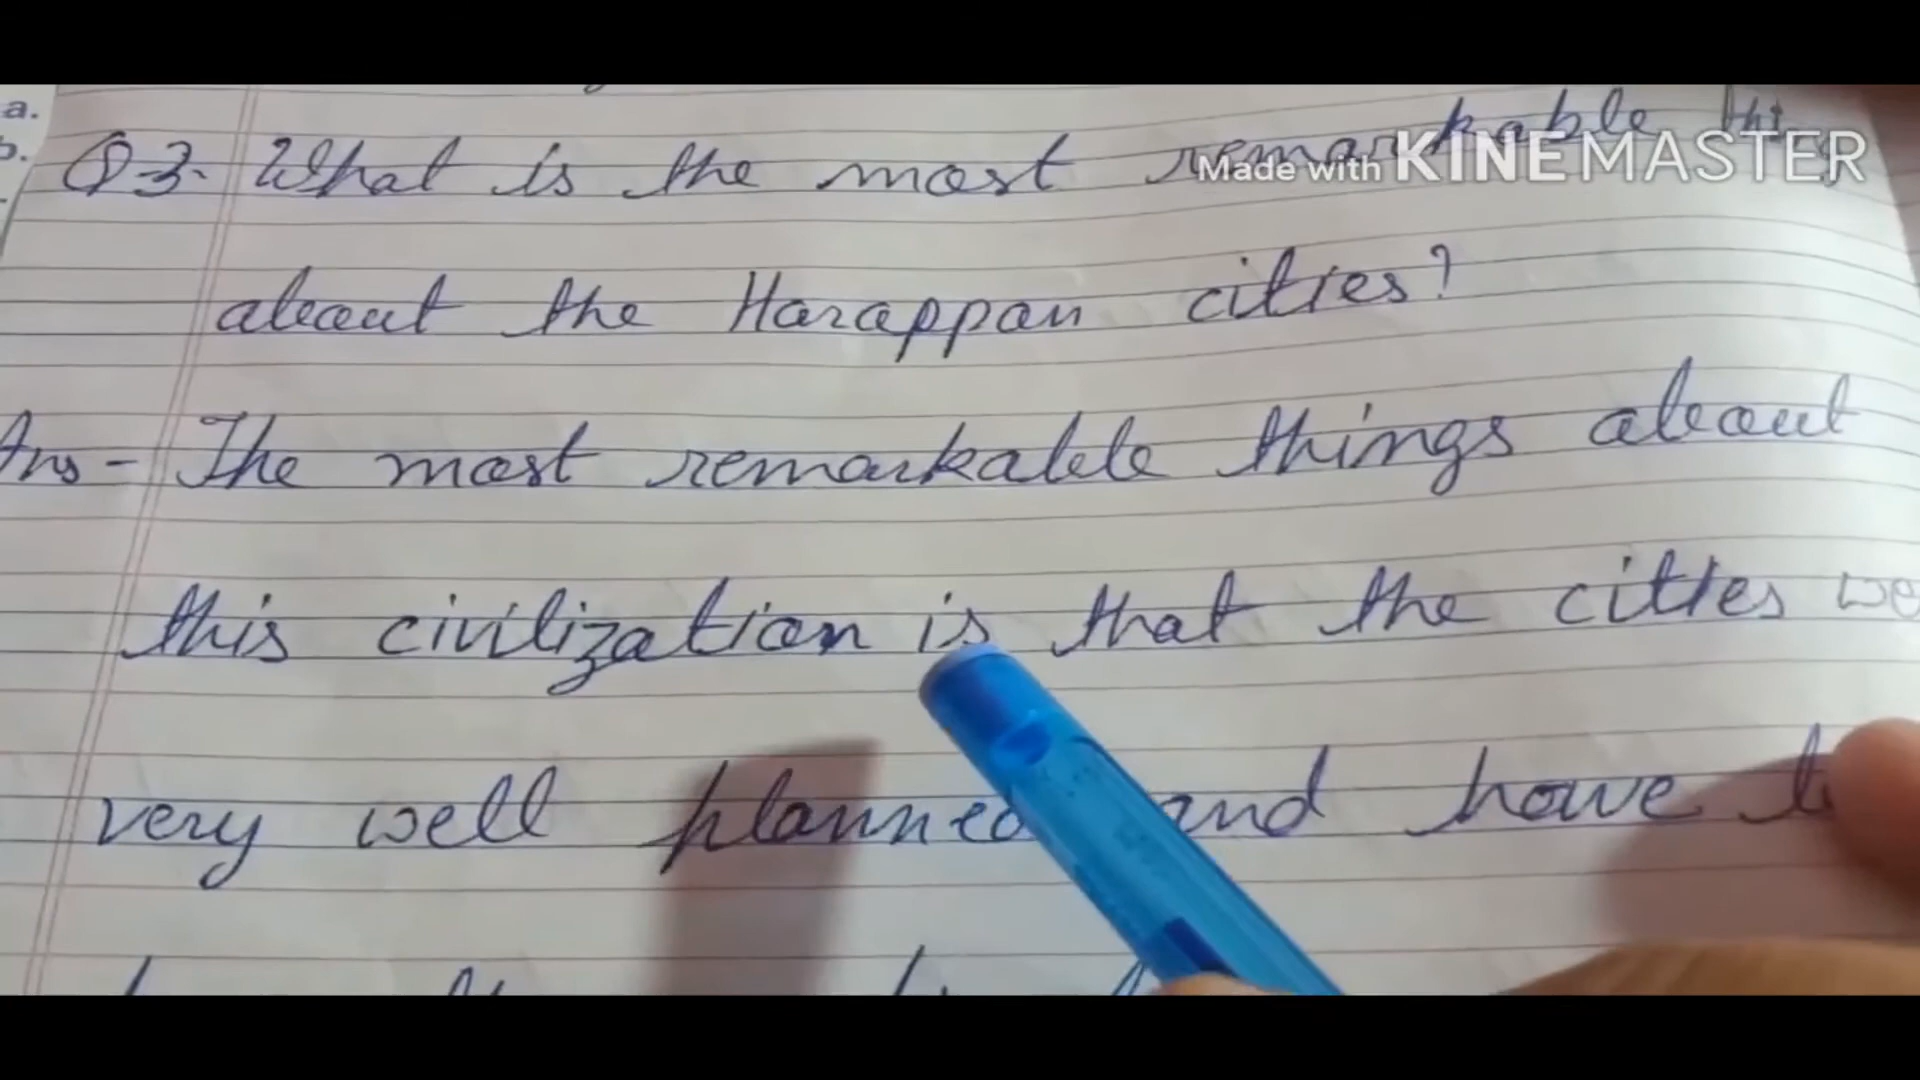 a.
b.
Q3. What is the most remarkable
Made with KINEMASTER
about the Harappan cities?
Ans- The most remarkable things about
this civilization is that the cities
very well planned and have